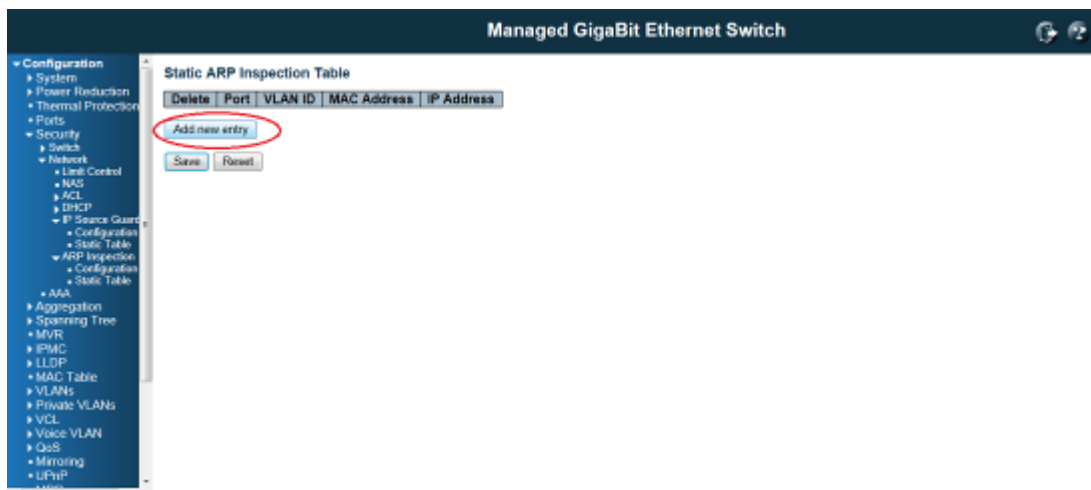 Managed GigaBit Ethernet Switch
Configuration
System
Power Reduction
Thermal Protection
Ports
Security
Switch
Network
Limit Control
NAS
ACL
DHCP
IP Source Guard
Configuration
Static Table
ARP Inspection
Configuration
Static Table
AAA
Aggregation
Spanning Tree
MVR
IPMC
LLDP
MAC Table
VLANs
Private VLANs
VCL
Voice VLAN
QoS
Mirroring
UPnP
Static ARP Inspection Table
Delete Port VLAN ID MAC Address IP Address
Add new entry
Save Reset